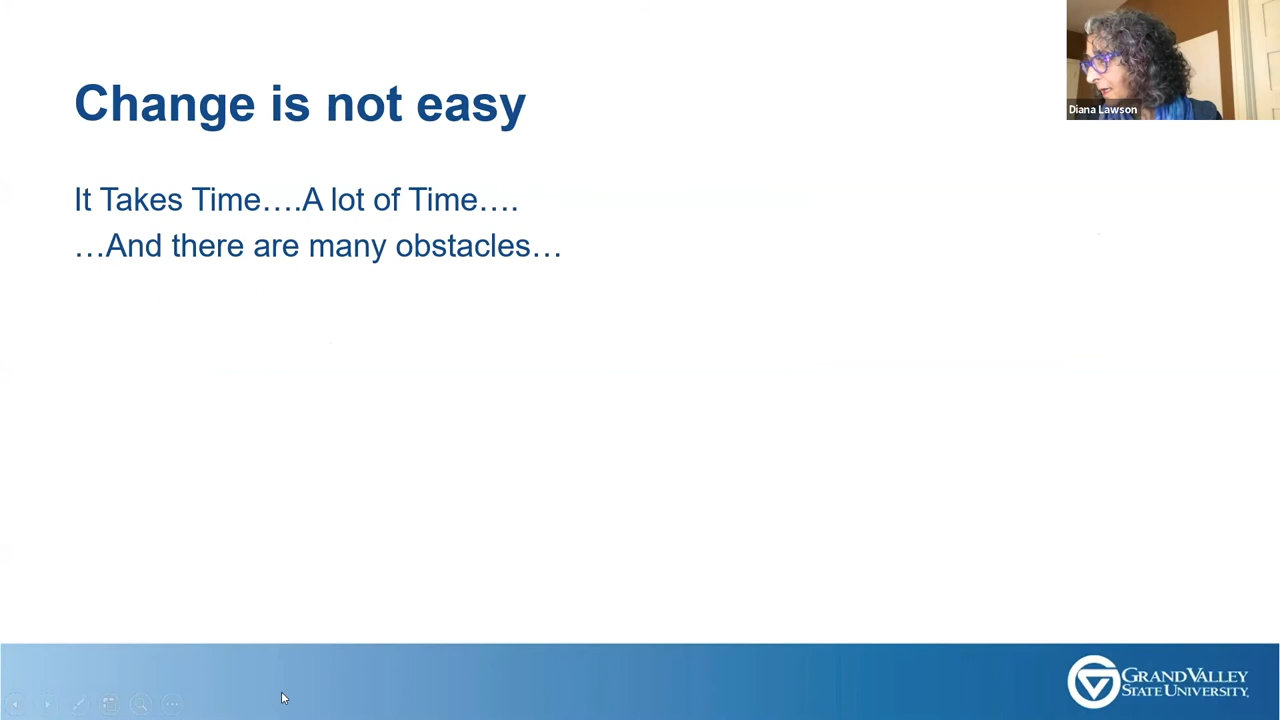 Change is not easy
It Takes Time….A lot of Time….
…And there are many obstacles…
Diana Lawson
GRAND VALLEY
STATE UNIVERSITY.